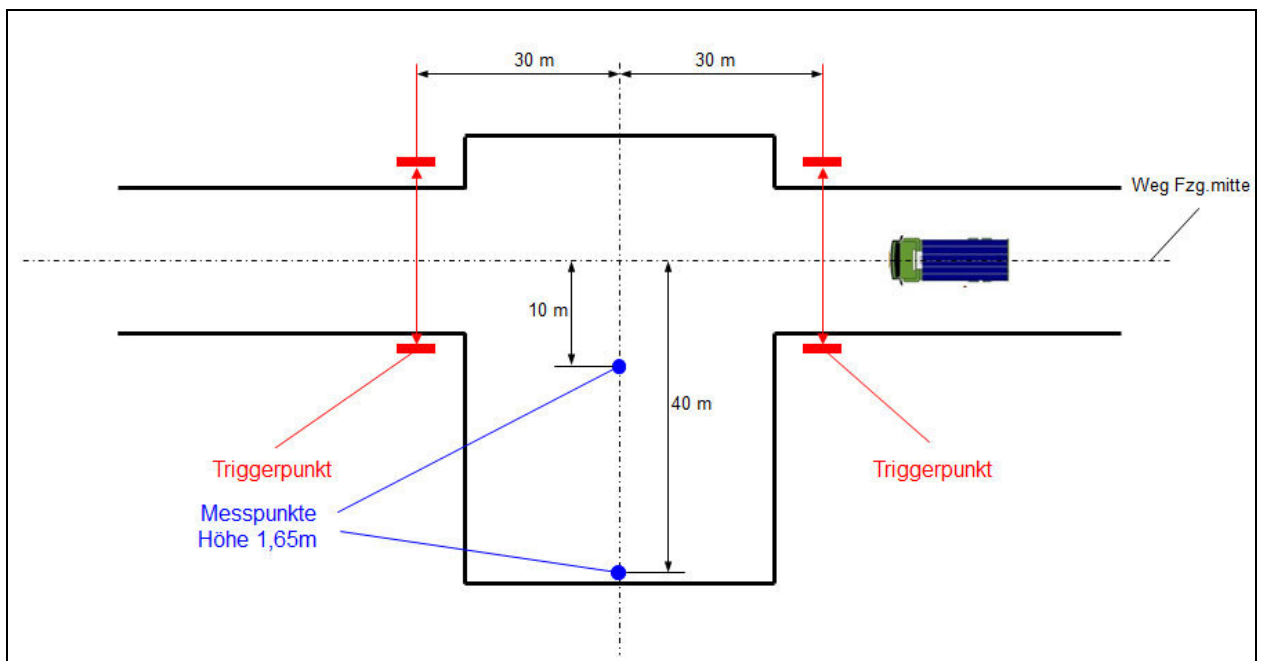 30 m
30 m
Weg Fzg.mitte
10 m
40 m
Triggerpunkt
Triggerpunkt
Messpunkte
Höhe 1,65m